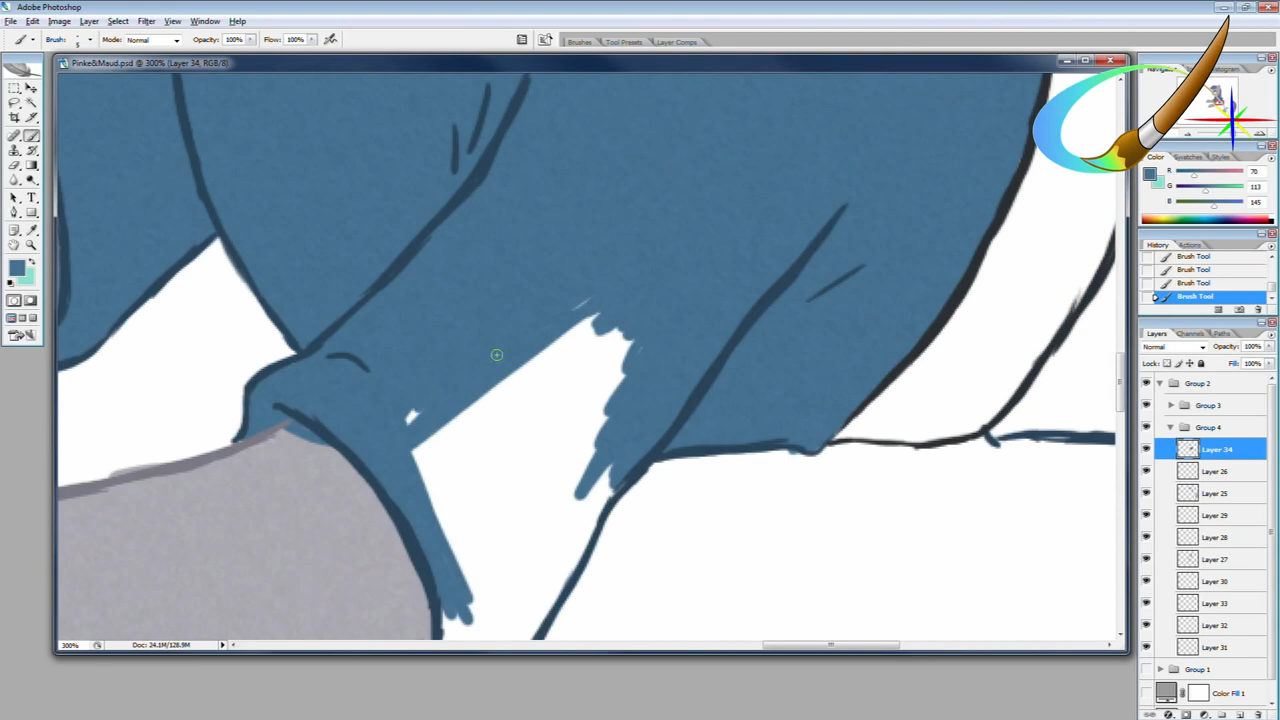 Adobe Photoshop
File Edit Image Layer Select Filter View Window Help
Brush: 5 Mode: Normal Opacity: 100% Flow: 100% Brushes Tool Presets Layer Comps
Pinke&Maud.psd @ 300% (Layer 34, RGB/8)
Color Swatches Styles
R 70
G 113
B 145
History Actions
Brush Tool
Brush Tool
Brush Tool
Brush Tool
Layers Channels Paths
Normal Opacity: 100%
Lock: Fill: 100%
Group 2
Group 3
Group 4
Layer 34
Layer 26
Layer 25
Layer 29
Layer 28
Layer 27
Layer 30
Layer 33
Layer 32
Layer 31
Group 1
Color Fill 1
300% Doc: 24.1M/128.9M